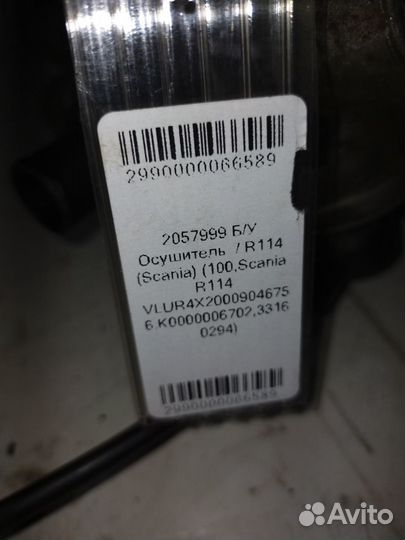 2990000066589
2057999 Б/У
Осушитель / R114
(Scania) (100,Scania
R114
VLUR4X2000904675
6,K0000006702,3316
0294)
2990000066589
Avito